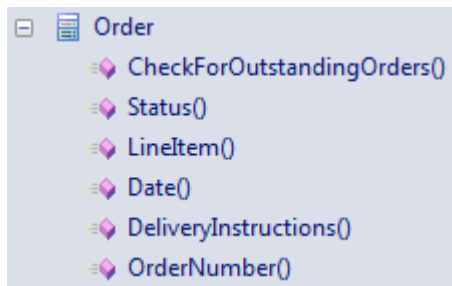 Order
CheckForOutstandingOrders()
Status()
LineItem()
Date()
DeliveryInstructions()
OrderNumber()